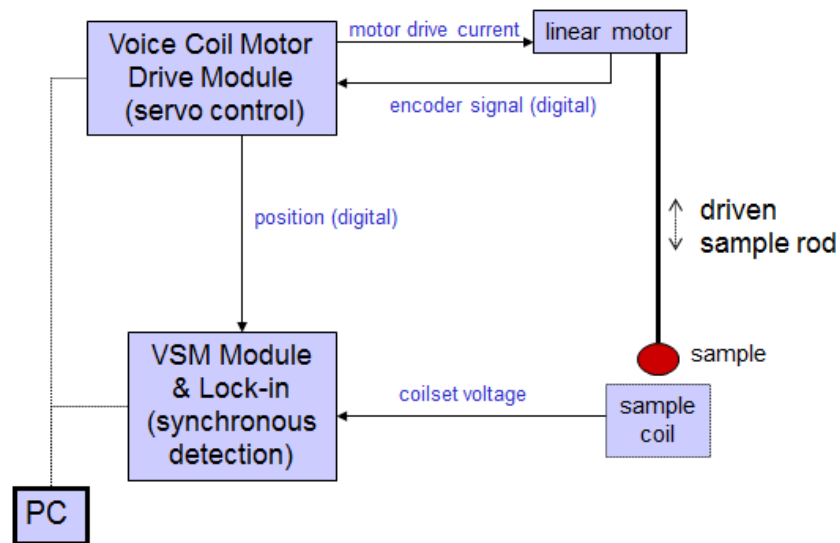 Voice Coil Motor
Drive Module
(servo control)
motor drive current
linear motor
encoder signal (digital)
position (digital)
driven
sample rod
VSM Module
& Lock-in
(synchronous
detection)
coilset voltage
sample
sample
coil
PC